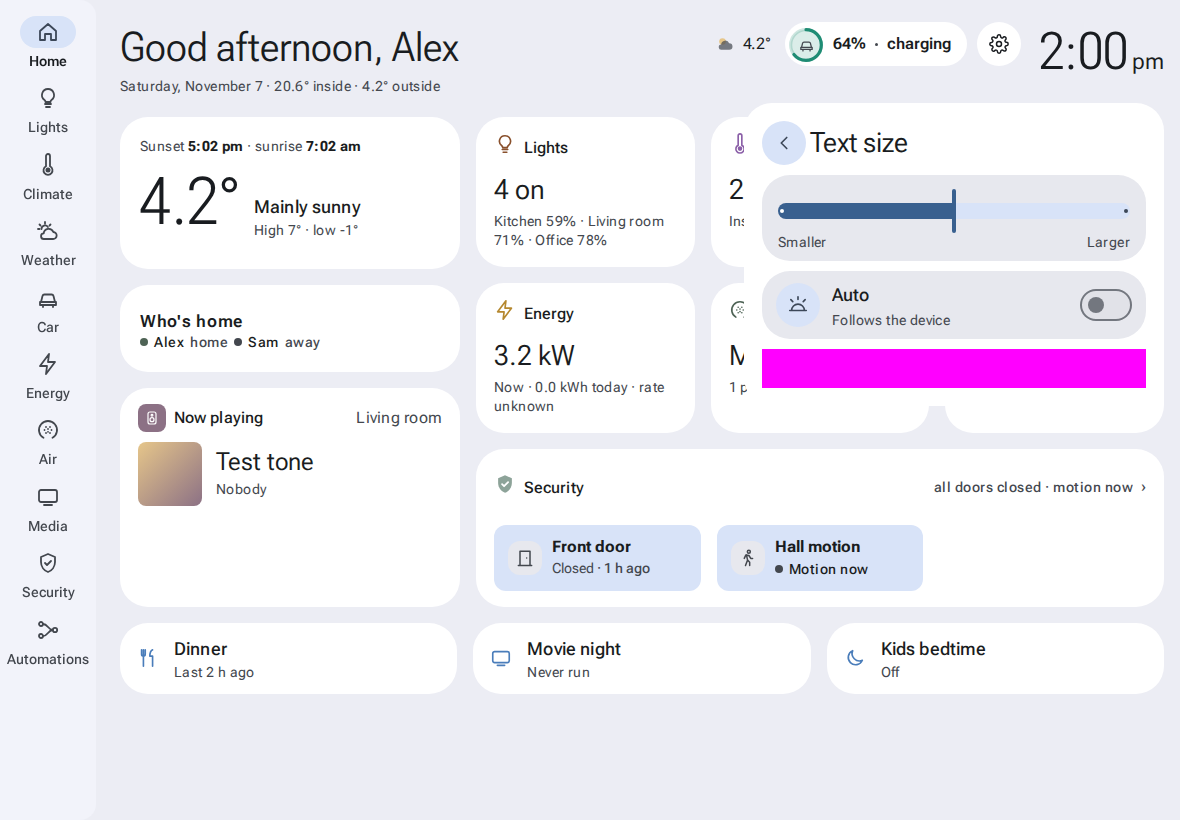 Home
Lights
Climate
Weather
Car
Energy
Air
Media
Security
Automations
Good afternoon, Alex
Saturday, November 7 · 20.6° inside · 4.2° outside
4.2°
64% · charging
2:00 pm
Sunset 5:02 pm · sunrise 7:02 am
4.2°
Mainly sunny
High 7° · low -1°
Who's home
Alex home Sam away
Now playing
Living room
Test tone
Nobody
Lights
4 on
Kitchen 59% · Living room
71% · Office 78%
Energy
3.2 kW
Now · 0.0 kWh today · rate
unknown
2
Ins
1 p
Text size
Smaller
Larger
Auto
Follows the device
Security
all doors closed · motion now ›
Front door
Closed · 1 h ago
Hall motion
Motion now
Dinner
Last 2 h ago
Movie night
Never run
Kids bedtime
Off